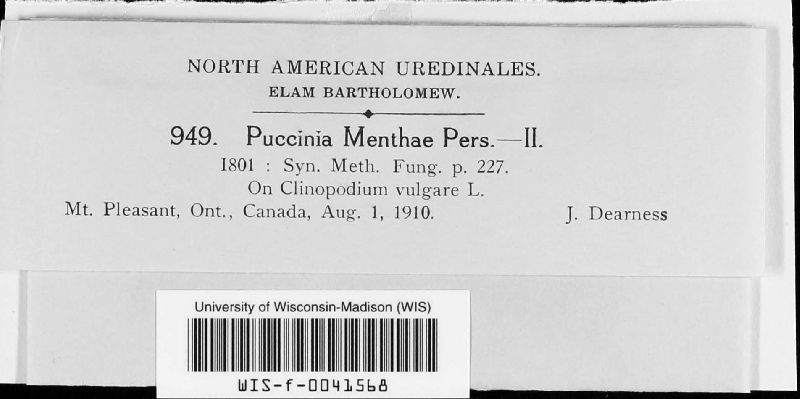 NORTH AMERICAN UREDINALES.
ELAM BARTHOLOMEW.
949. Puccinia Menthae Pers.—II.
1801 : Syn. Meth. Fung. p. 227.
On Clinopodium vulgare L.
Mt. Pleasant, Ont., Canada, Aug. 1, 1910. J. Dearness
University of Wisconsin-Madison (WIS)
WIS-f-0041568